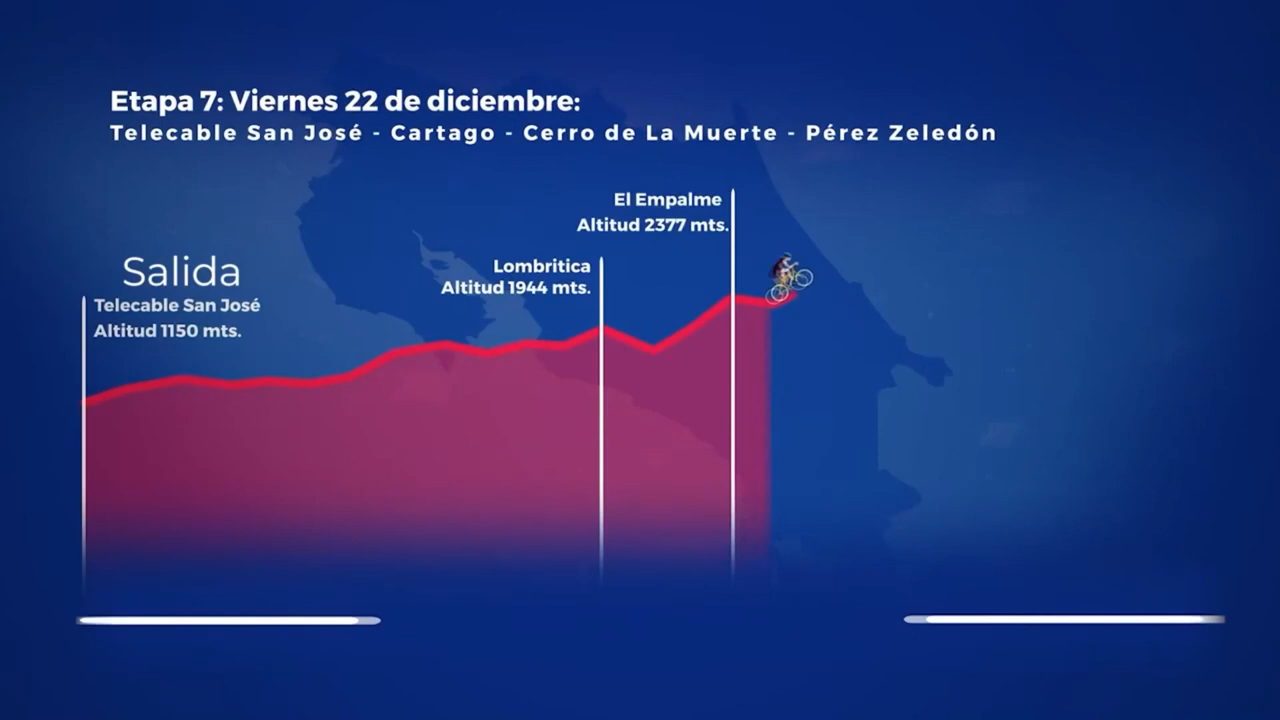 Etapa 7: Viernes 22 de diciembre:
Telecable San José - Cartago - Cerro de La Muerte - Pérez Zeledón
El Empalme
Altitud 2377 mts.
Lombritica
Altitud 1944 mts.
Salida
Telecable San José
Altitud 1150 mts.